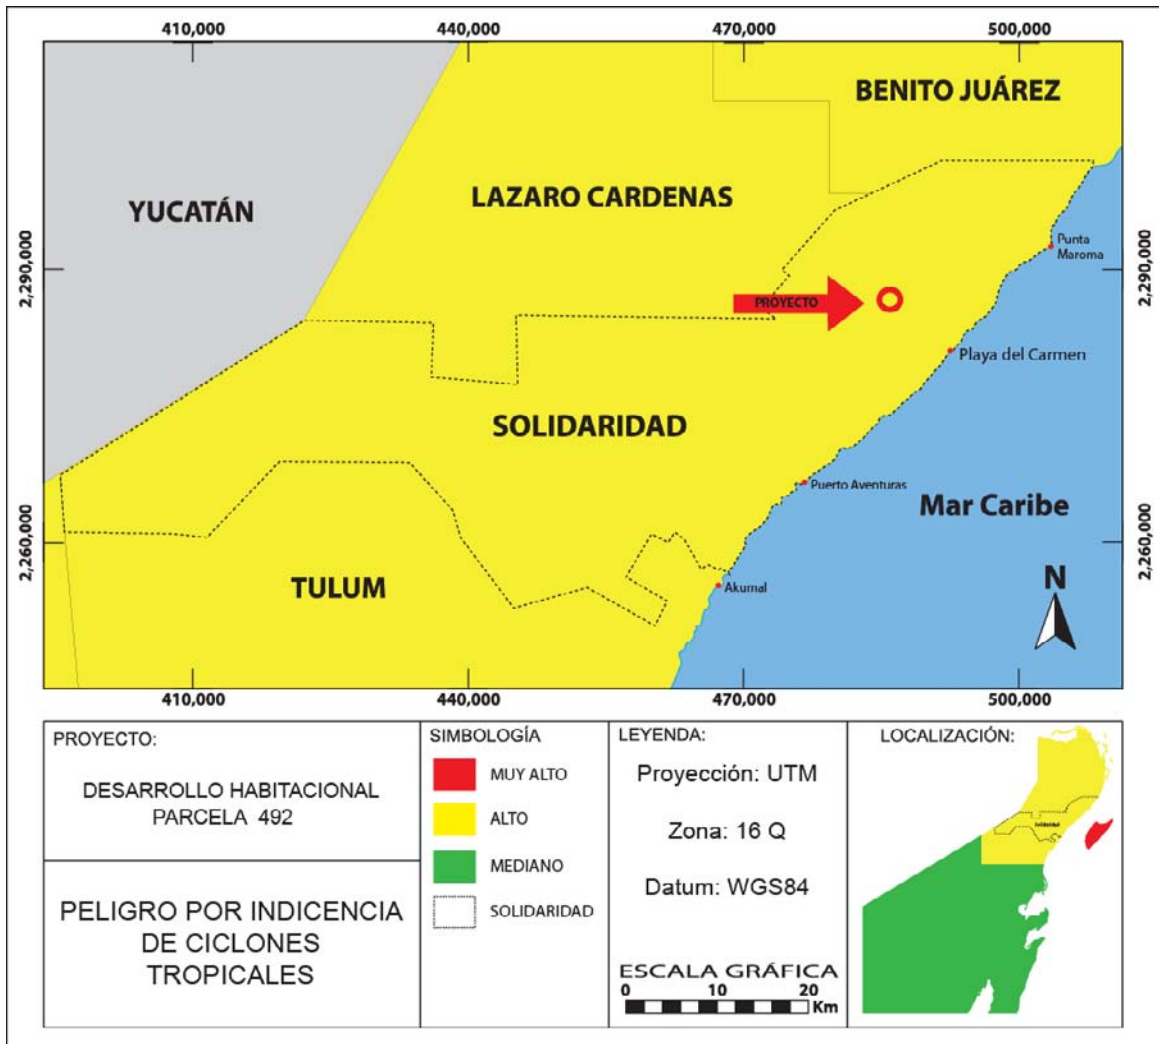 410,000 440,000 470,000 500,000
BENITO JUÁREZ
LAZARO CARDENAS
YUCATÁN
Punta
Maroma
2,290,000 2,290,000
PROYECTO
Playa del Carmen
SOLIDARIDAD
Puerto Aventuras
Mar Caribe
2,260,000 2,260,000
TULUM
Akumal
N
410,000 440,000 470,000 500,000
PROYECTO:
DESARROLLO HABITACIONAL
PARCELA 492
PELIGRO POR INDICENCIA
DE CICLONES
TROPICALES
SIMBOLOGÍA
MUY ALTO
ALTO
MEDIANO
SOLIDARIDAD
LEYENDA:
Proyección: UTM
Zona: 16 Q
Datum: WGS84
ESCALA GRÁFICA
0 10 20
Km
LOCALIZACIÓN:
Solidaridad